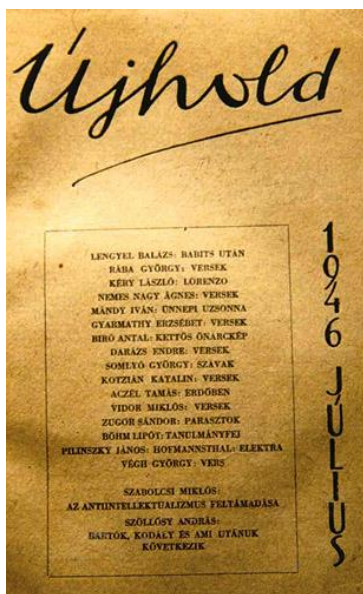 Újhold
LENGYEL BALÁZS: BABITS UTÁN
RÁBA GYÖRGY: VERSEK
KÉRY LÁSZLÓ: LORENZO
NEMES NAGY ÁGNES: VERSEK
MÁNDY IVÁN: ÜNNEPI UZSONNA
GYARMATHY ERZSÉBET: VERSEK
BIRÓ ANTAL: KETTŐS ÖNARCKÉP
DARÁZS ENDRE: VERSEK
SOMLYÓ GYÖRGY: SZAVAK
KOTZIÁN KATALIN: VERSEK
ACZÉL TAMÁS: ERDŐBEN
VIDOR MIKLÓS: VERSEK
ZUGOR SÁNDOR: PARASZTOK
BÖHM LIPÓT: TANULMÁNYFEJ
PILINSZKY JÁNOS: HOFMANNSTHAL: ELEKTRA
VÉGH GYÖRGY: VERS
SZABOLCSI MIKLÓS:
AZ ANTIINTELLEKTUALIZMUS FELTÁMADÁSA
SZÖLLŐSY ANDRÁS:
BARTÓK, KODÁLY ÉS AMI UTÁNUK
KÖVETKEZIK
1946 JÚLIUS